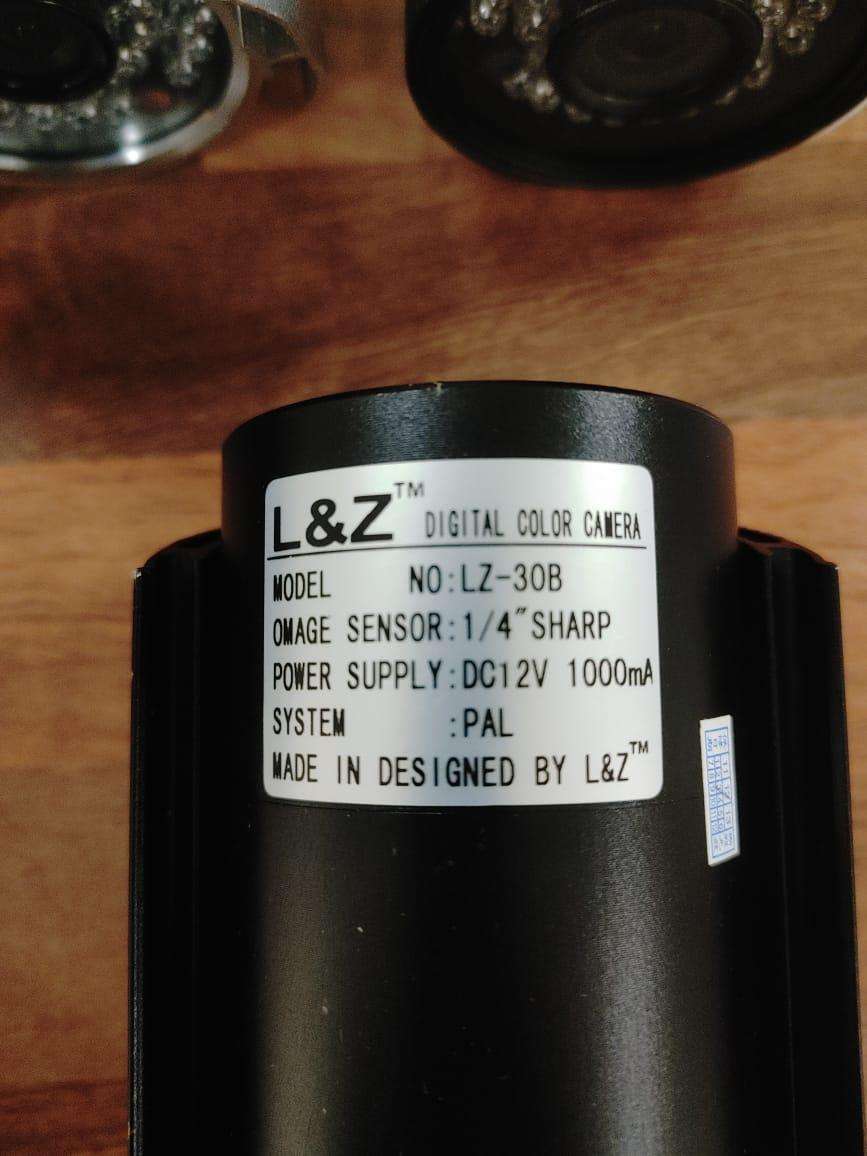 L&Z™ DIGITAL COLOR CAMERA
MODEL NO:LZ-30B
OMAGE SENSOR:1/4"SHARP
POWER SUPPLY:DC12V 1000mA
SYSTEM :PAL
MADE IN DESIGNED BY L&Z™